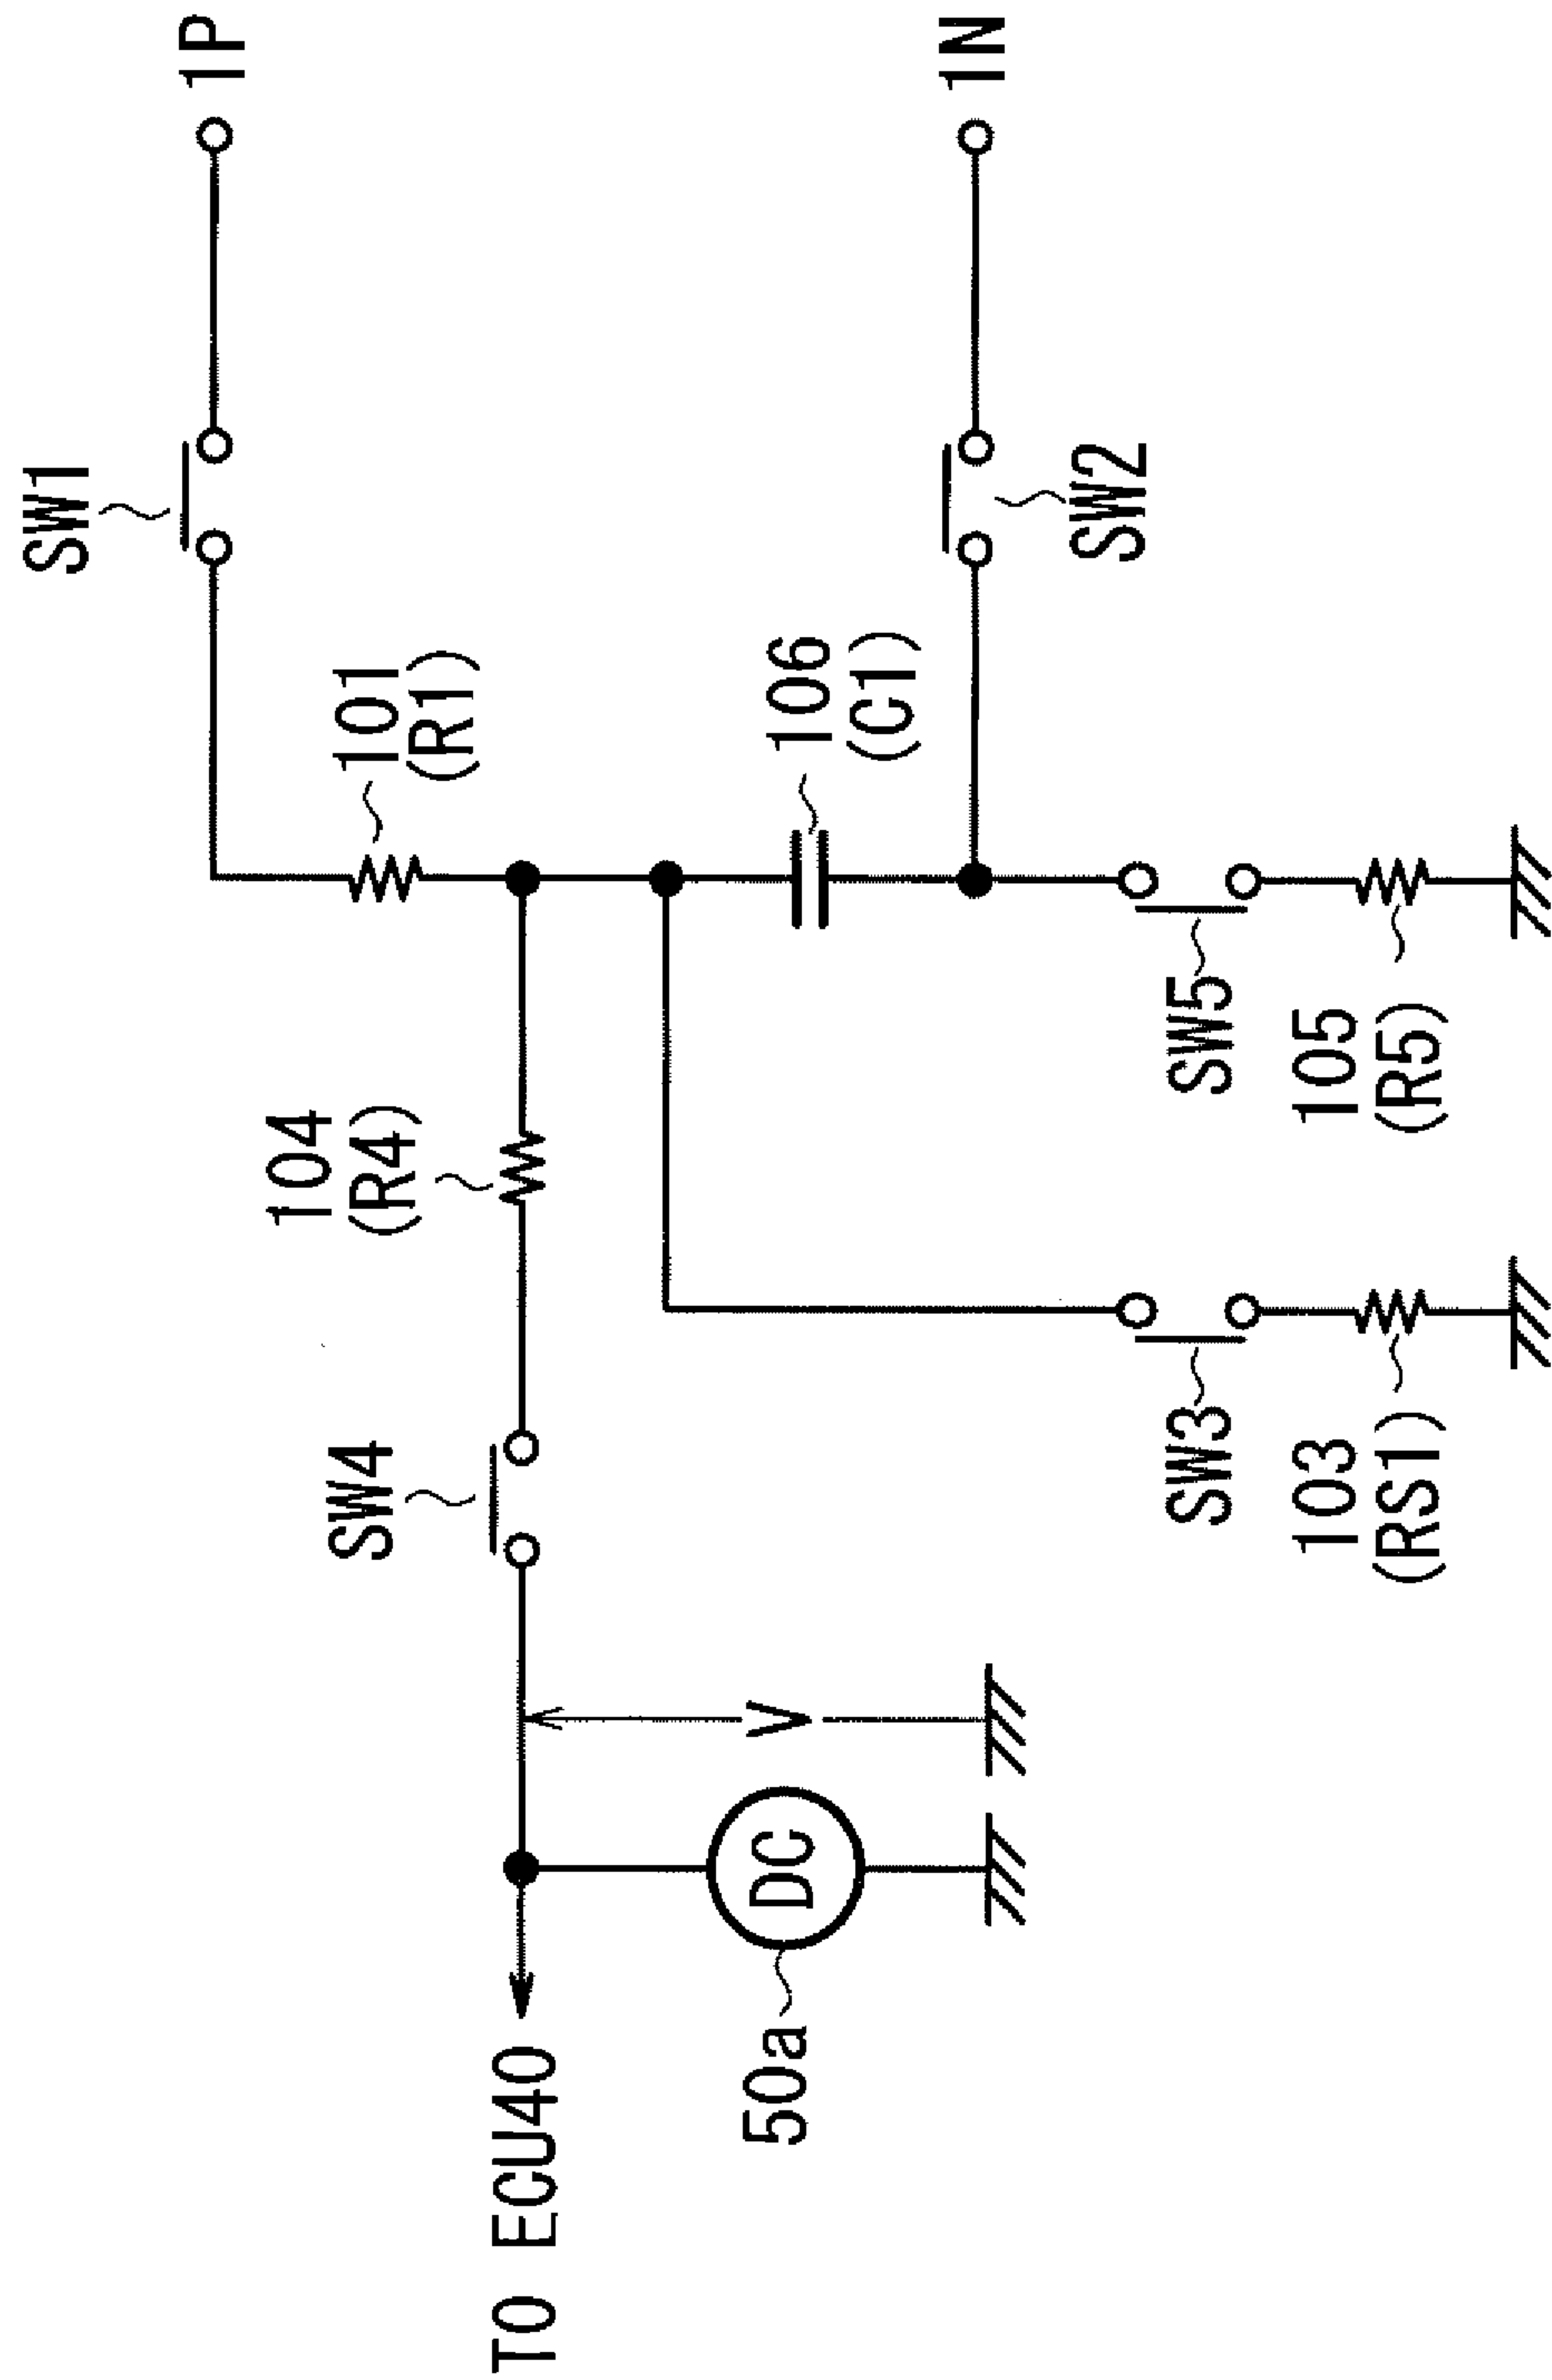 1P
1N
SW1
SW2
101
(R1)
106
(C1)
104
(R4)
SW5
105
(R5)
SW4
SW3
103
(RS1)
V
DC
50a
TO ECU40